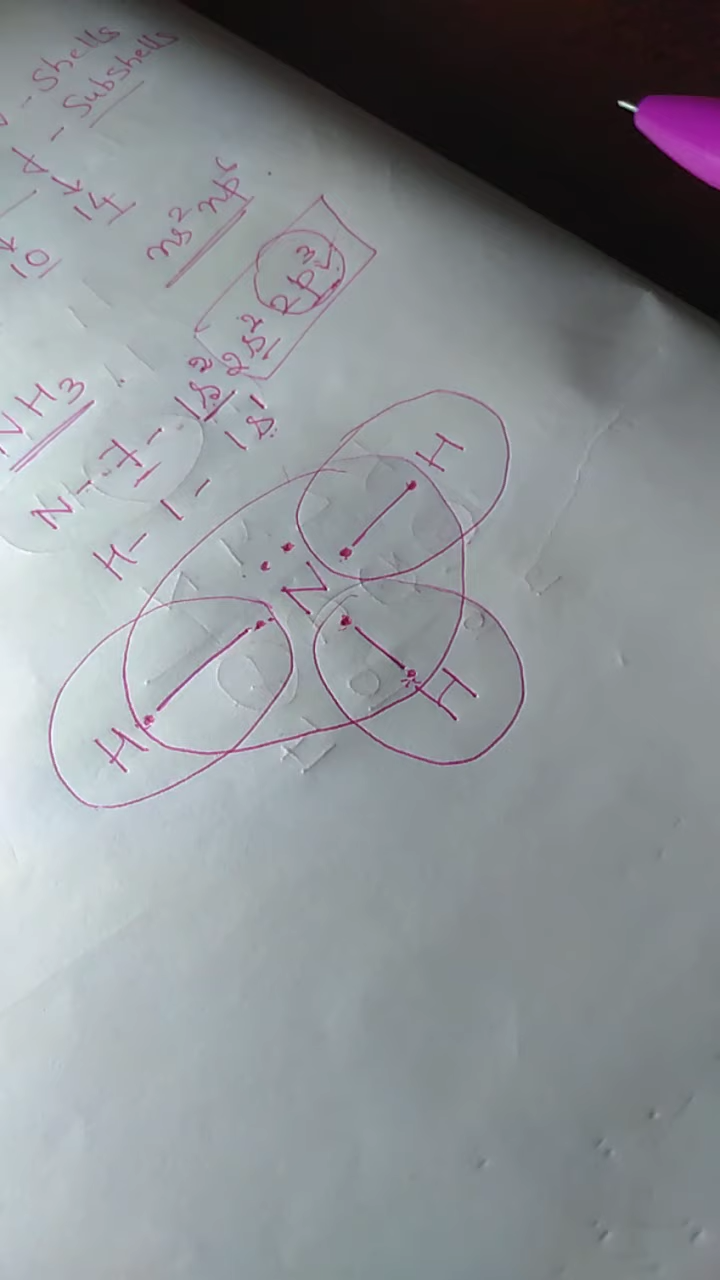 - Shells
- Subshells
10
14
ns² np⁶
NH₃
N - 7 - 1s² 2s² 2p³
H - 1 - 1s¹
H
N
H
H